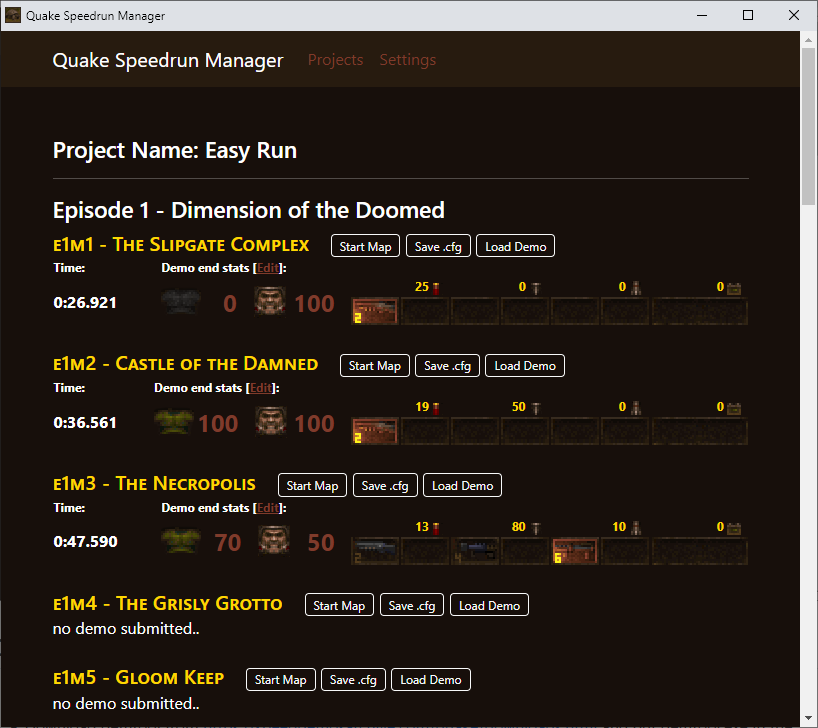 Quake Speedrun Manager
Quake Speedrun Manager Projects Settings
Project Name: Easy Run
Episode 1 - Dimension of the Doomed
e1m1 - The Slipgate Complex Start Map Save .cfg Load Demo
Time: Demo end stats [Edit]:
25 0 0 0
0:26.921 0 100
2
e1m2 - Castle of the Damned Start Map Save .cfg Load Demo
Time: Demo end stats [Edit]:
19 50 0 0
0:36.561 100 100
2
e1m3 - The Necropolis Start Map Save .cfg Load Demo
Time: Demo end stats [Edit]:
13 80 10 0
0:47.590 70 50
2 4 6
e1m4 - The Grisly Grotto Start Map Save .cfg Load Demo
no demo submitted..
e1m5 - Gloom Keep Start Map Save .cfg Load Demo
no demo submitted..